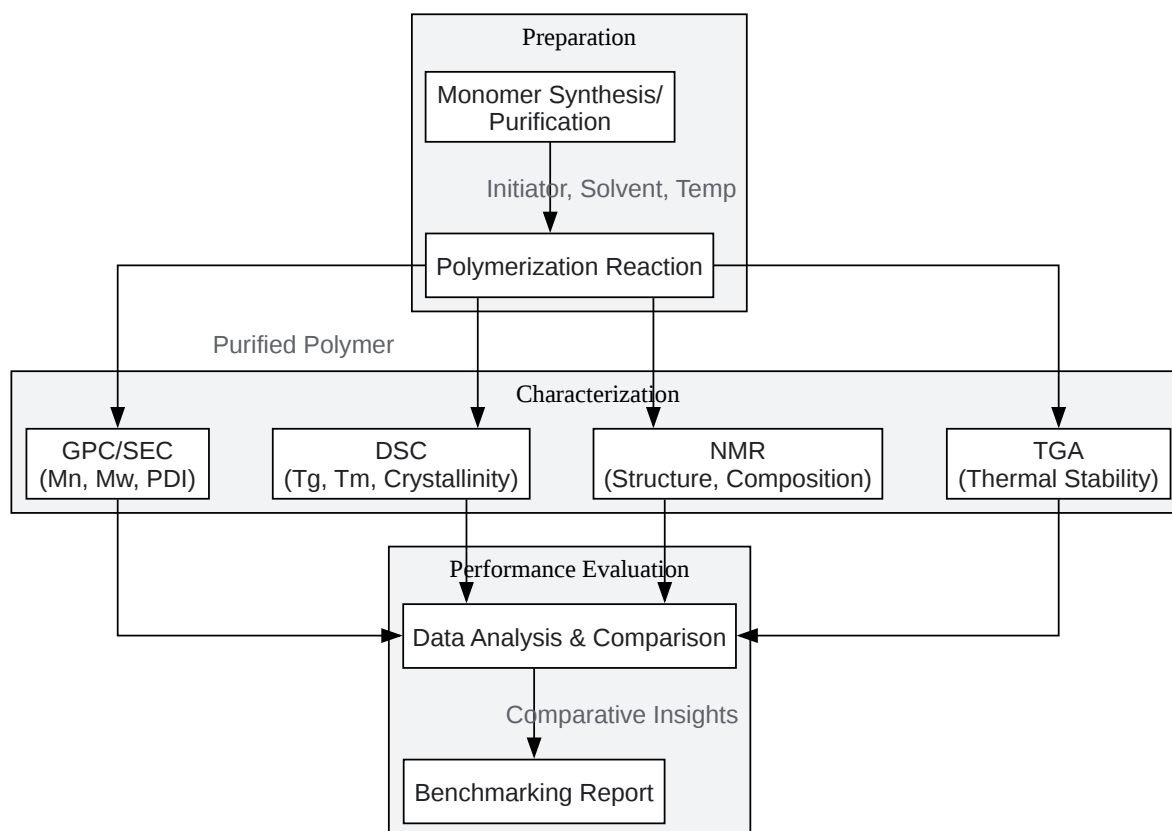 Preparation
Monomer Synthesis/
Purification
Initiator, Solvent, Temp
Polymerization Reaction
Purified Polymer
Characterization
GPC/SEC
(Mn, Mw, PDI)
DSC
(Tg, Tm, Crystallinity)
NMR
(Structure, Composition)
TGA
(Thermal Stability)
Performance Evaluation
Data Analysis & Comparison
Comparative Insights
Benchmarking Report